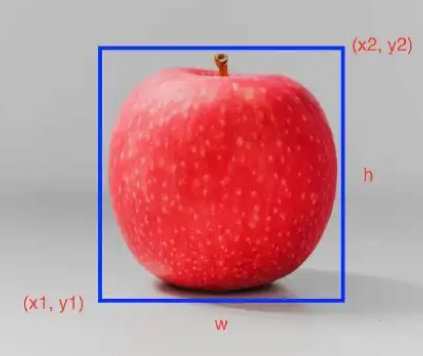 (x2, y2)
h
(x1, y1)
w